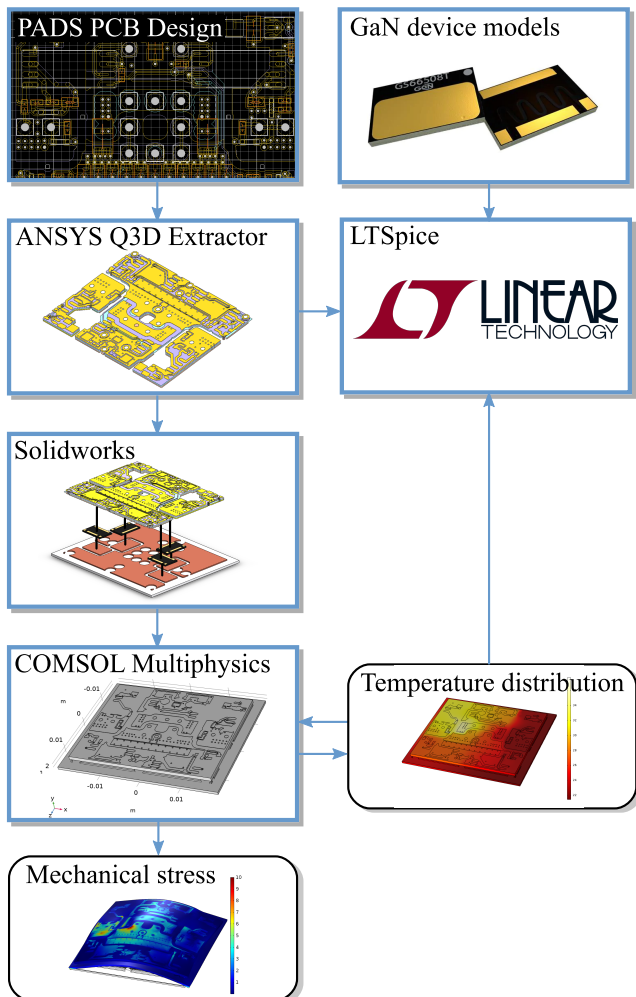 PADS PCB Design
GaN device models
GS66508T
GaN
ANSYS Q3D Extractor
LTSpice
LINEAR
TECHNOLOGY
Solidworks
COMSOL Multiphysics
-0.01
m
0
0.01
2
y
z
x
-0.01
0
0.01
m
Temperature distribution
Mechanical stress
10
9
8
7
6
5
4
3
2
1